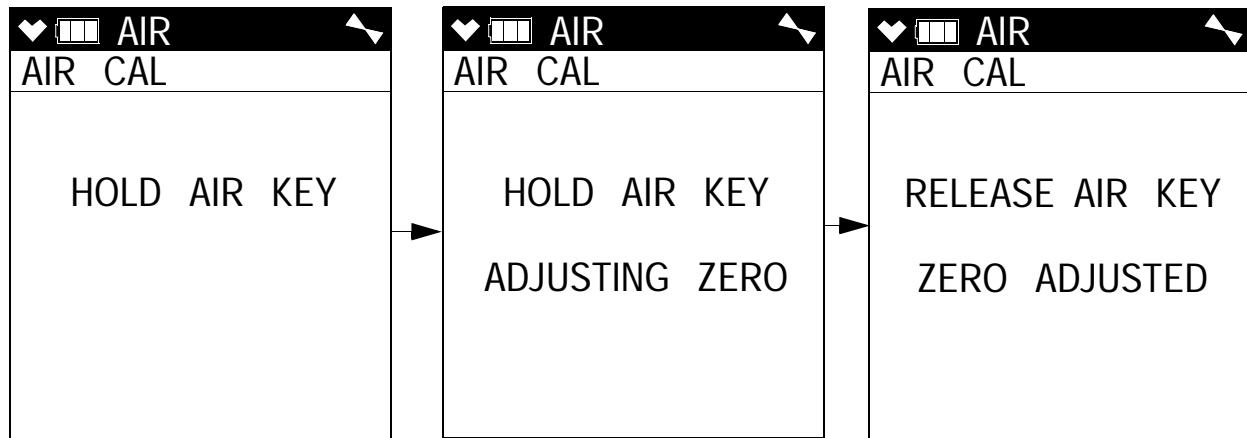 AIR
AIR CAL
HOLD AIR KEY
AIR
AIR CAL
HOLD AIR KEY
ADJUSTING ZERO
AIR
AIR CAL
RELEASE AIR KEY
ZERO ADJUSTED